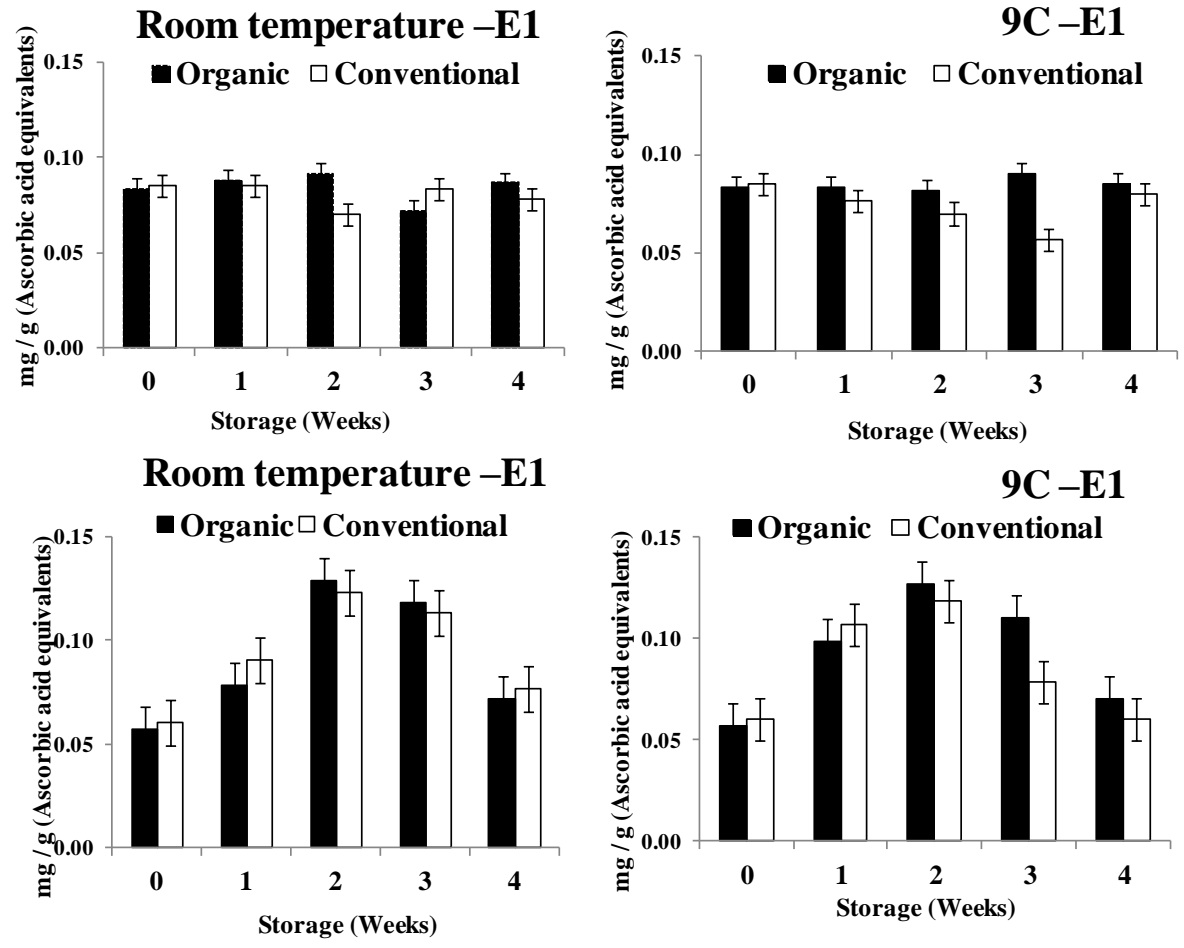 Room temperature –E1
Organic Conventional
mg / g (Ascorbic acid equivalents)
0.15
0.10
0.05
0.00
0 1 2 3 4
Storage (Weeks)
9C –E1
Organic Conventional
mg / g (Ascorbic acid equivalents)
0.15
0.10
0.05
0.00
0 1 2 3 4
Storage (Weeks)
Room temperature –E1
Organic Conventional
mg / g (Ascorbic acid equivalents)
0.15
0.10
0.05
0.00
0 1 2 3 4
Storage (Weeks)
9C –E1
Organic Conventional
mg / g (Ascorbic acid equivalents)
0.15
0.10
0.05
0.00
0 1 2 3 4
Storage (Weeks)